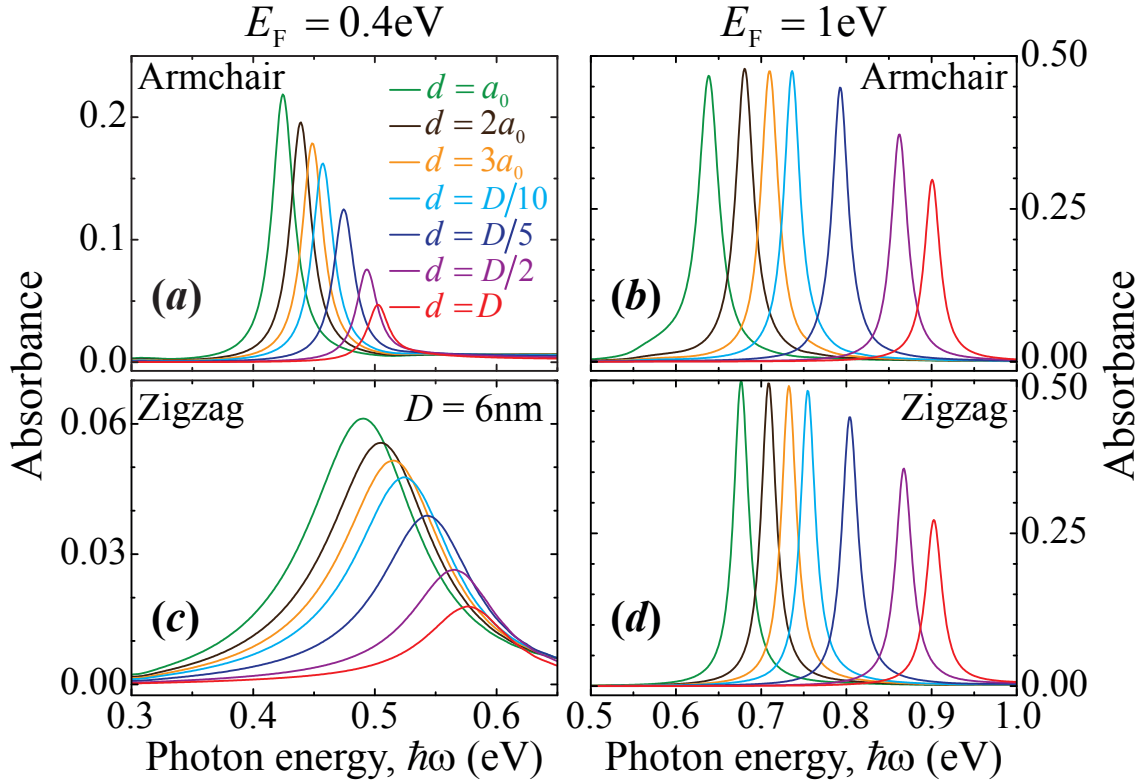 E_F = 0.4eV
E_F = 1eV
Armchair
d = a₀
d = 2a₀
d = 3a₀
d = D/10
d = D/5
d = D/2
d = D
(a)
0.2
0.1
0.0
Absorbance
Armchair
(b)
0.50
0.25
0.00
Absorbance
Zigzag
D = 6nm
(c)
0.06
0.03
0.00
0.3
0.4
0.5
0.6
Photon energy, ħω (eV)
Zigzag
(d)
0.50
0.25
0.00
0.5
0.6
0.7
0.8
0.9
1.0
Photon energy, ħω (eV)